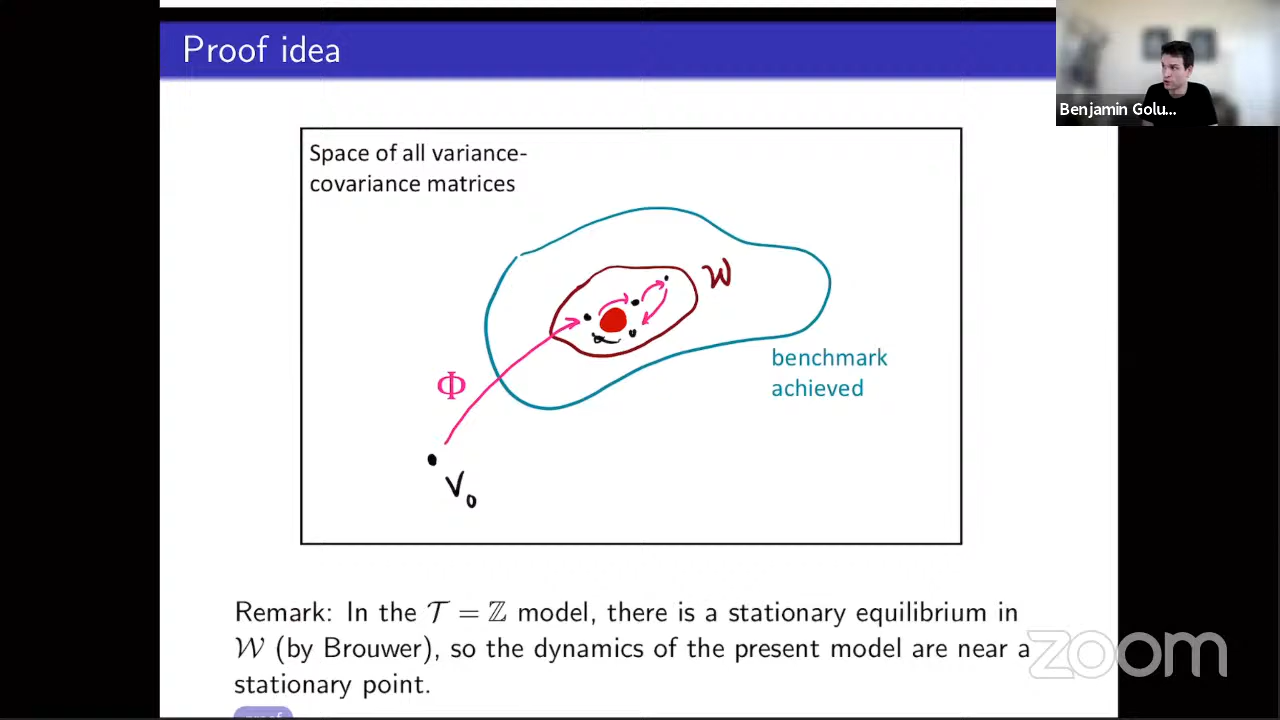 Proof idea
Benjamin Golu...
Space of all variance-
covariance matrices
W
benchmark
achieved
Φ
V₀
Remark: In the 𝒯 = ℤ model, there is a stationary equilibrium in
𝒲 (by Brouwer), so the dynamics of the present model are near a
stationary point.
zoom
proof